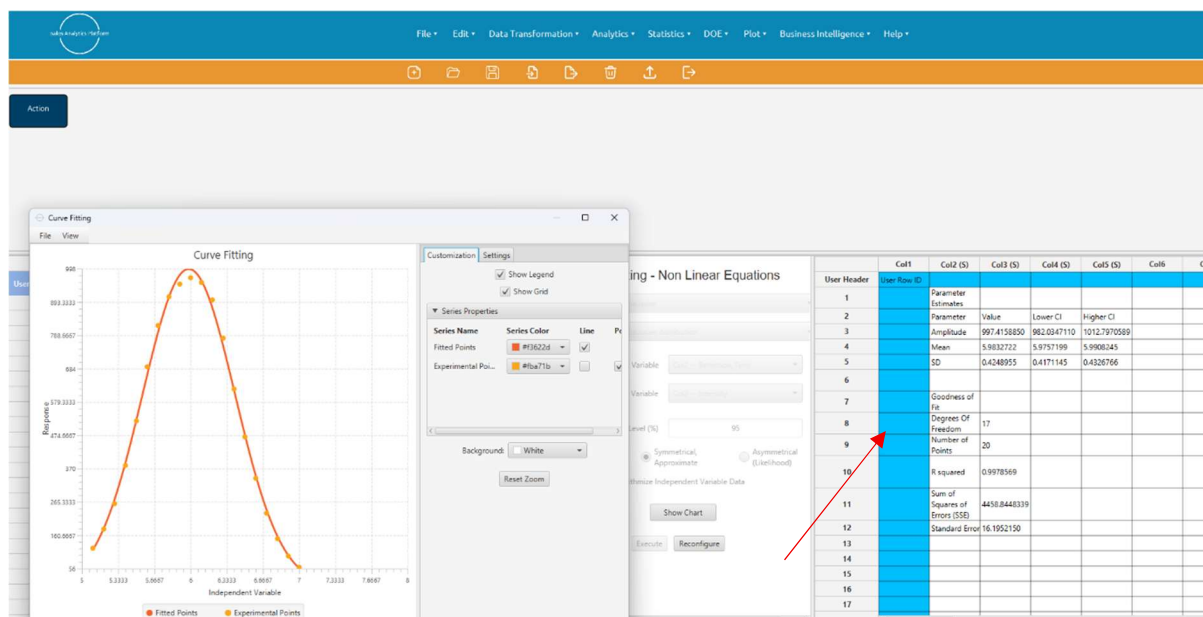 Isalos Analytics Platform
File Edit Data Transformation Analytics Statistics DOE Plot Business Intelligence Help
Action
Curve Fitting
File View
Curve Fitting
998
893.3333
788.6667
684
579.3333
474.6667
370
265.3333
160.6667
56
Response
5 5.3333 5.6667 6 6.3333 6.6667 7 7.3333 7.6667 8
Independent Variable
Fitted Points Experimental Points
Customization Settings
Show Legend
Show Grid
Series Properties
Series Name Series Color Line
Fitted Points #f3622d
Experimental Poi... #fba71b
Background: White
Reset Zoom
User
ing - Non Linear Equations
Variable
Variable
Level (%) 95
Symmetrical, Approximate
Asymmetrical (Likelihood)
Independent Variable Data
Show Chart
Execute Reconfigure
Col1 Col2 (S) Col3 (S) Col4 (S) Col5 (S) Col6
User Header User Row ID
1 Parameter Estimates
2 Parameter Value Lower CI Higher CI
3 Amplitude 997.4158850 982.0347110 1012.7970589
4 Mean 5.9832722 5.9757199 5.9908245
5 SD 0.4248955 0.4171145 0.4326766
6
7 Goodness of Fit
8 Degrees Of Freedom 17
9 Number of Points 20
10 R squared 0.9978569
11 Sum of Squares of Errors (SSE) 4458.8448339
12 Standard Error 16.1952150
13
14
15
16
17